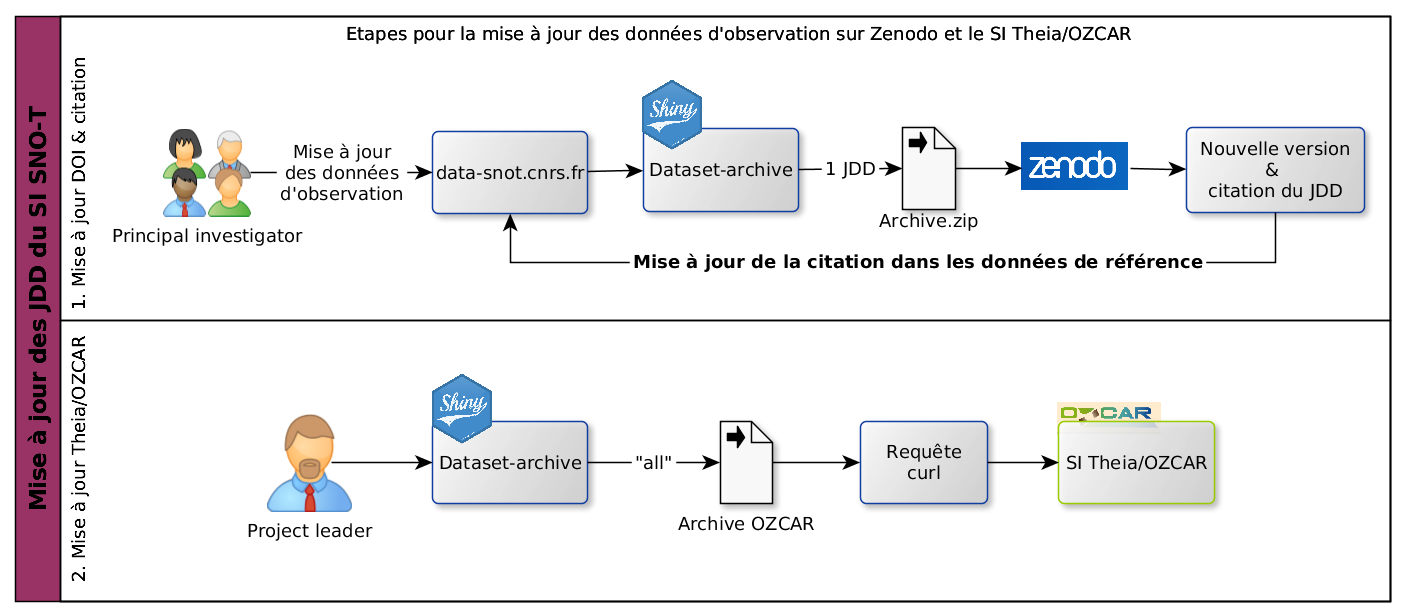 Mise à jour des JDD du SI SNO-T
Etapes pour la mise à jour des données d'observation sur Zenodo et le SI Theia/OZCAR
1. Mise à jour DOI & citation
Principal investigator
Mise à jour
des données
d'observation
data-snot.cnrs.fr
Shiny
Dataset-archive
1 JDD
Archive.zip
zenodo
Nouvelle version
&
citation du JDD
Mise à jour de la citation dans les données de référence
2. Mise à jour Theia/OZCAR
Project leader
Shiny
Dataset-archive
"all"
Archive OZCAR
Requête
curl
OZCAR
SI Theia/OZCAR